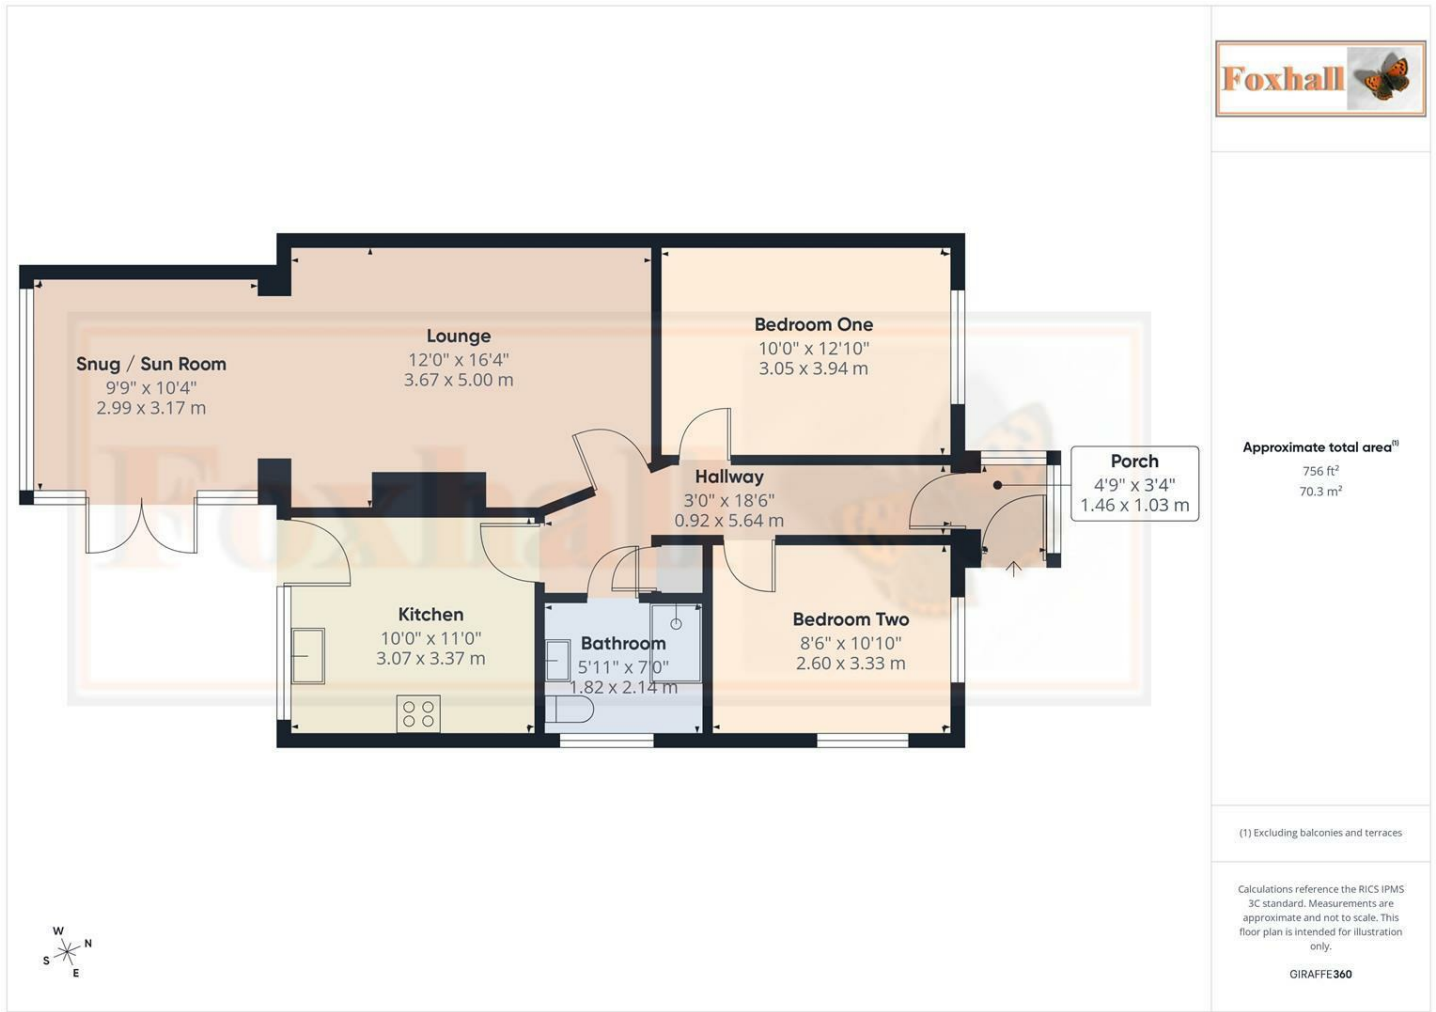 Foxhall
Snug / Sun Room
9'9" x 10'4"
2.99 x 3.17 m
Lounge
12'0" x 16'4"
3.67 x 5.00 m
Bedroom One
10'0" x 12'10"
3.05 x 3.94 m
Hallway
3'0" x 18'6"
0.92 x 5.64 m
Porch
4'9" x 3'4"
1.46 x 1.03 m
Kitchen
10'0" x 11'0"
3.07 x 3.37 m
Bathroom
5'11" x 7'0"
1.82 x 2.14 m
Bedroom Two
8'6" x 10'10"
2.60 x 3.33 m
Foxhall
W
N
S
E
Approximate total area(1)
756 ft²
70.3 m²
(1) Excluding balconies and terraces
Calculations reference the RICS IPMS
3C standard. Measurements are
approximate and not to scale. This
floor plan is intended for illustration
only.
GIRAFFE360